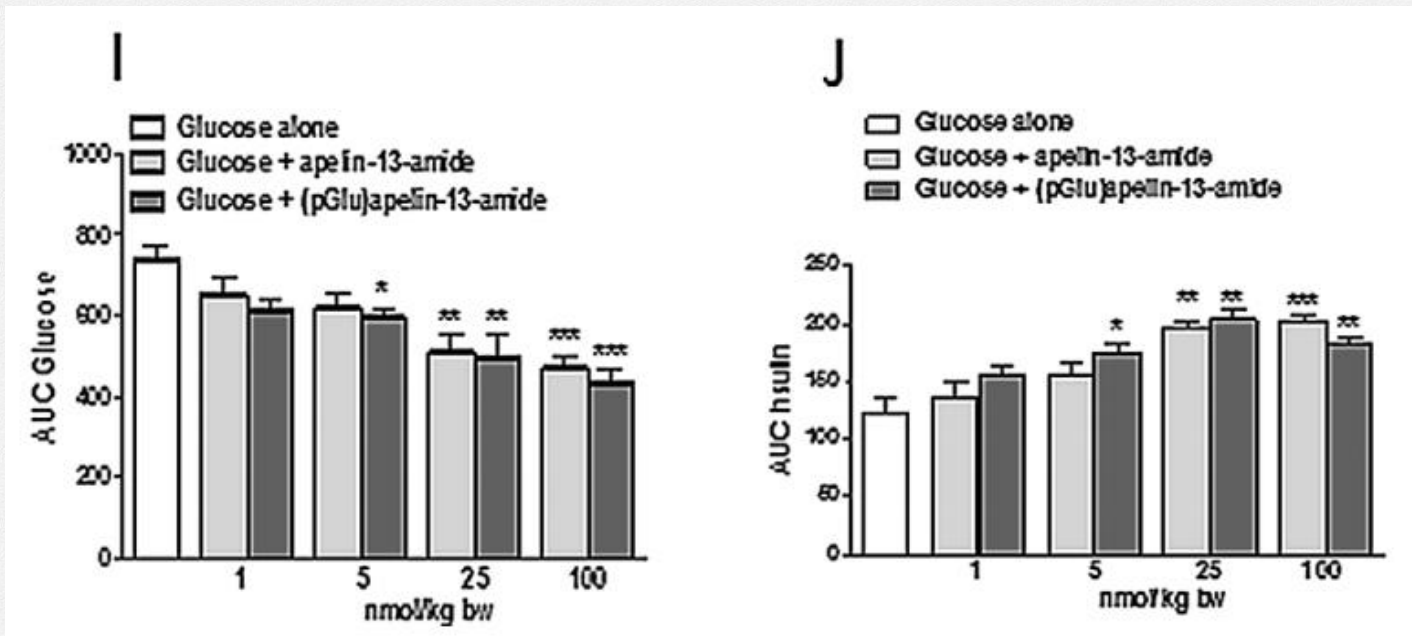 I
Glucose alone
Glucose + apelin-13-amide
Glucose + (pGlu)apelin-13-amide
1000
800
600
400
200
0
AUC Glucose
*
** **
*** ***
1 5 25 100
nmol/kg bw
J
Glucose alone
Glucose + apelin-13-amide
Glucose + (pGlu)apelin-13-amide
250
200
150
100
50
0
AUC Insulin
*
** **
*** **
1 5 25 100
nmol/kg bw